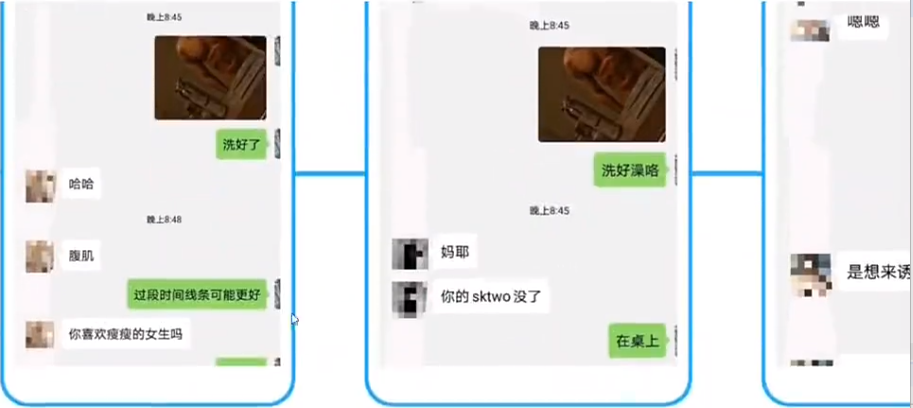 晚上8:45
洗好了
哈哈
晚上8:48
腹肌
过段时间线条可能更好
你喜欢瘦瘦的女生吗
晚上8:45
洗好澡咯
晚上8:45
妈耶
你的 sktwo 没了
在桌上
嗯嗯
是想来诱